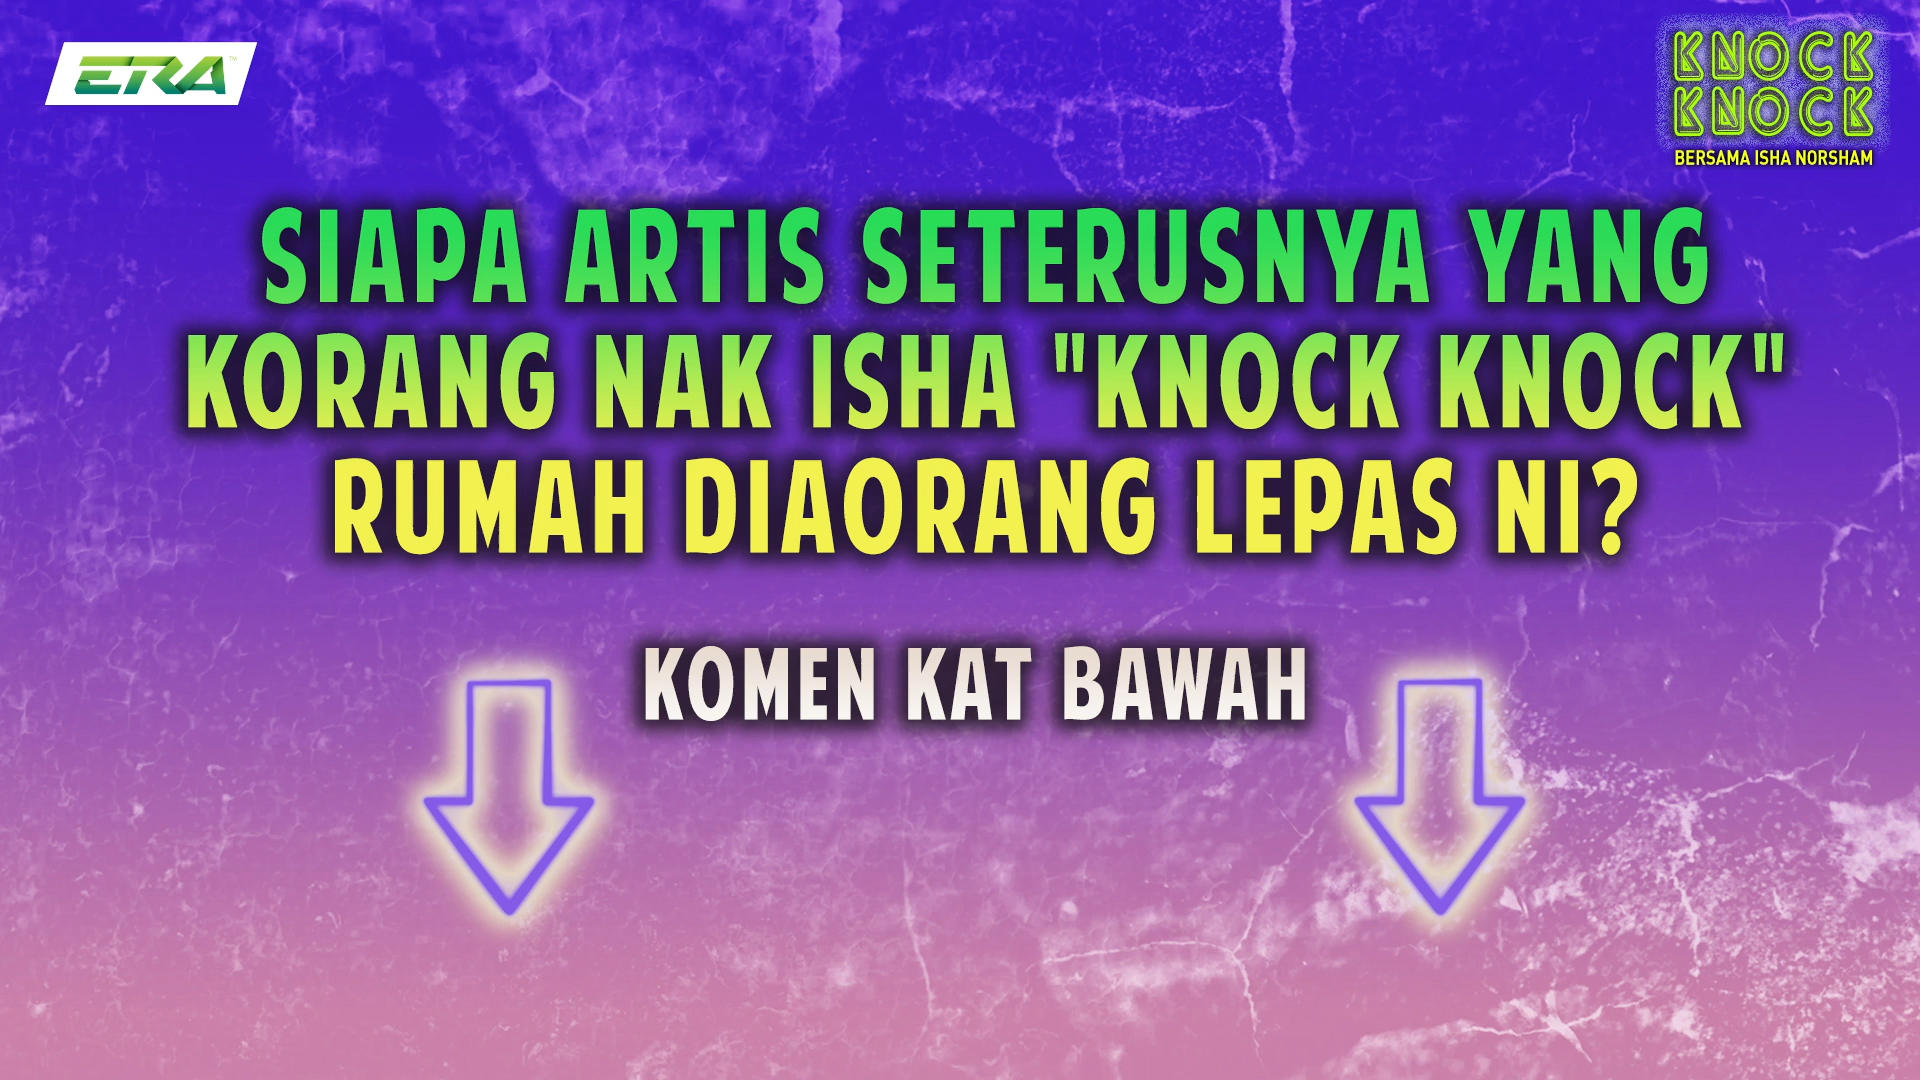 ERA™
KNOCK
KNOCK
BERSAMA ISHA NORSHAM
SIAPA ARTIS SETERUSNYA YANG
KORANG NAK ISHA "KNOCK KNOCK"
RUMAH DIAORANG LEPAS NI?
KOMEN KAT BAWAH